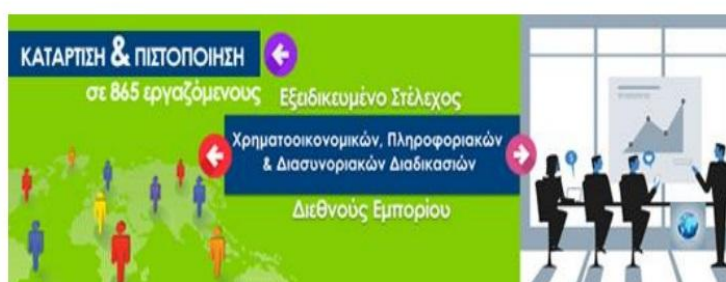 ΚΑΤΑΡΤΙΣΗ & ΠΙΣΤΟΠΟΙΗΣΗ
σε 865 εργαζόμενους
Εξειδικευμένο Στέλεχος
Χρηματοοικονομικών, Πληροφοριακών
& Διασυνοριακών Διαδικασιών
Διεθνούς Εμπορίου